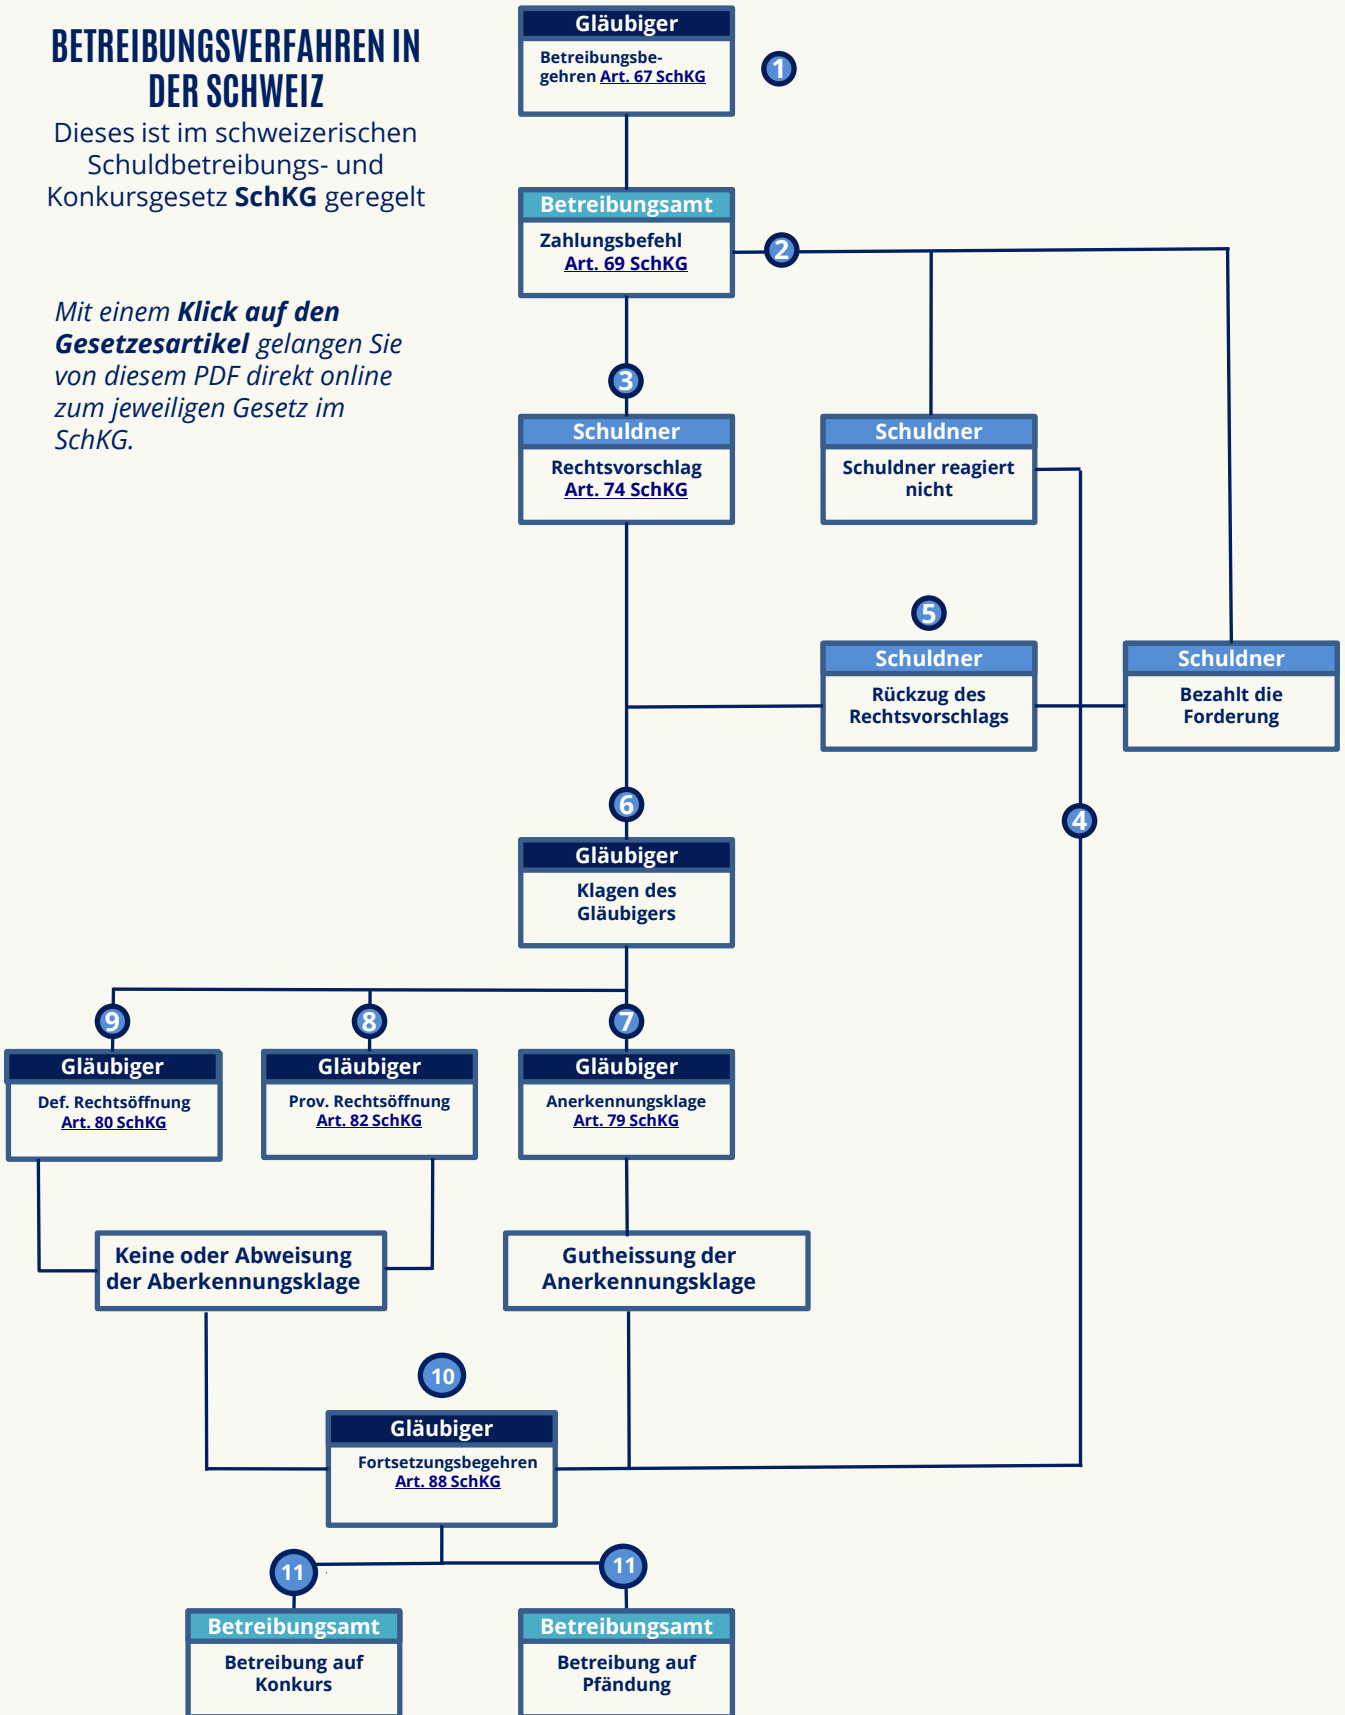 BETREIBUNGSVERFAHREN IN
DER SCHWEIZ
Dieses ist im schweizerischen
Schuldbetreibungs- und
Konkursgesetz SchKG geregelt
Mit einem Klick auf den
Gesetzesartikel gelangen Sie
von diesem PDF direkt online
zum jeweiligen Gesetz im
SchKG.
Gläubiger
Betreibungsbe-
gehren Art. 67 SchKG
1
Betreibungsamt
Zahlungsbefehl
Art. 69 SchKG
2
3
Schuldner
Rechtsvorschlag
Art. 74 SchKG
Schuldner
Schuldner reagiert
nicht
5
Schuldner
Rückzug des
Rechtsvorschlags
Schuldner
Bezahlt die
Forderung
4
6
Gläubiger
Klagen des
Gläubigers
9
Gläubiger
Def. Rechtsöffnung
Art. 80 SchKG
8
Gläubiger
Prov. Rechtsöffnung
Art. 82 SchKG
7
Gläubiger
Anerkennungsklage
Art. 79 SchKG
Keine oder Abweisung
der Aberkennungsklage
Gutheissung der
Anerkennungsklage
10
Gläubiger
Fortsetzungsbegehren
Art. 88 SchKG
11
Betreibungsamt
Betreibung auf
Konkurs
11
Betreibungsamt
Betreibung auf
Pfändung